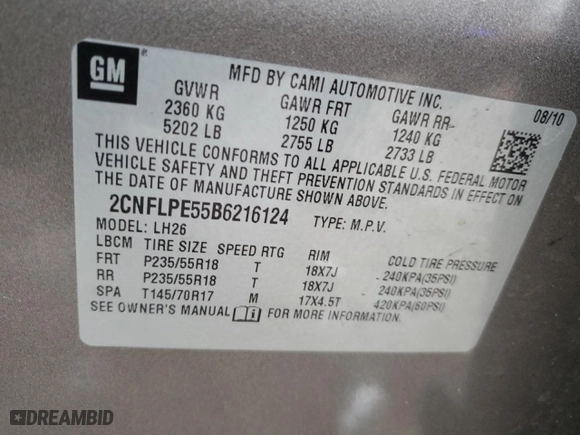 GM
®
MFD BY CAMI AUTOMOTIVE INC.
08/10
GVWR GAWR FRT GAWR RR
2360 KG 1250 KG 1240 KG
5202 LB 2755 LB 2733 LB
THIS VEHICLE CONFORMS TO ALL APPLICABLE U.S. FEDERAL MOTOR
VEHICLE SAFETY AND THEFT PREVENTION STANDARDS IN EFFECT ON
THE DATE OF MANUFACTURE SHOWN ABOVE.
2CNFLPE55B6216124 TYPE: M.P.V.
MODEL: LH26
LBCM TIRE SIZE SPEED RTG RIM COLD TIRE PRESSURE
FRT P235/55R18 T 18X7J 240KPA(35PSI)
RR P235/55R18 T 18X7J 240KPA(35PSI)
SPA T145/70R17 M 17X4.5T 420KPA(60PSI)
SEE OWNER'S MANUAL FOR MORE INFORMATION.
DREAMBID